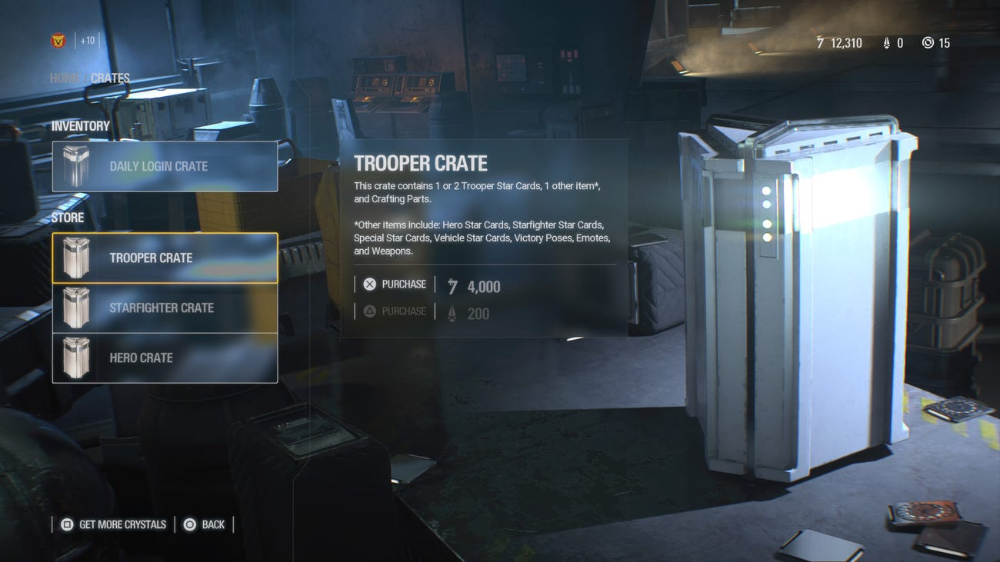 +10
12,310 0 15
HOME / CRATES
INVENTORY
DAILY LOGIN CRATE
STORE
TROOPER CRATE
STARFIGHTER CRATE
HERO CRATE
TROOPER CRATE
This crate contains 1 or 2 Trooper Star Cards, 1 other item*,
and Crafting Parts.
*Other items include: Hero Star Cards, Starfighter Star Cards,
Special Star Cards, Vehicle Star Cards, Victory Poses, Emotes,
and Weapons.
PURCHASE 4,000
PURCHASE 200
GET MORE CRYSTALS BACK